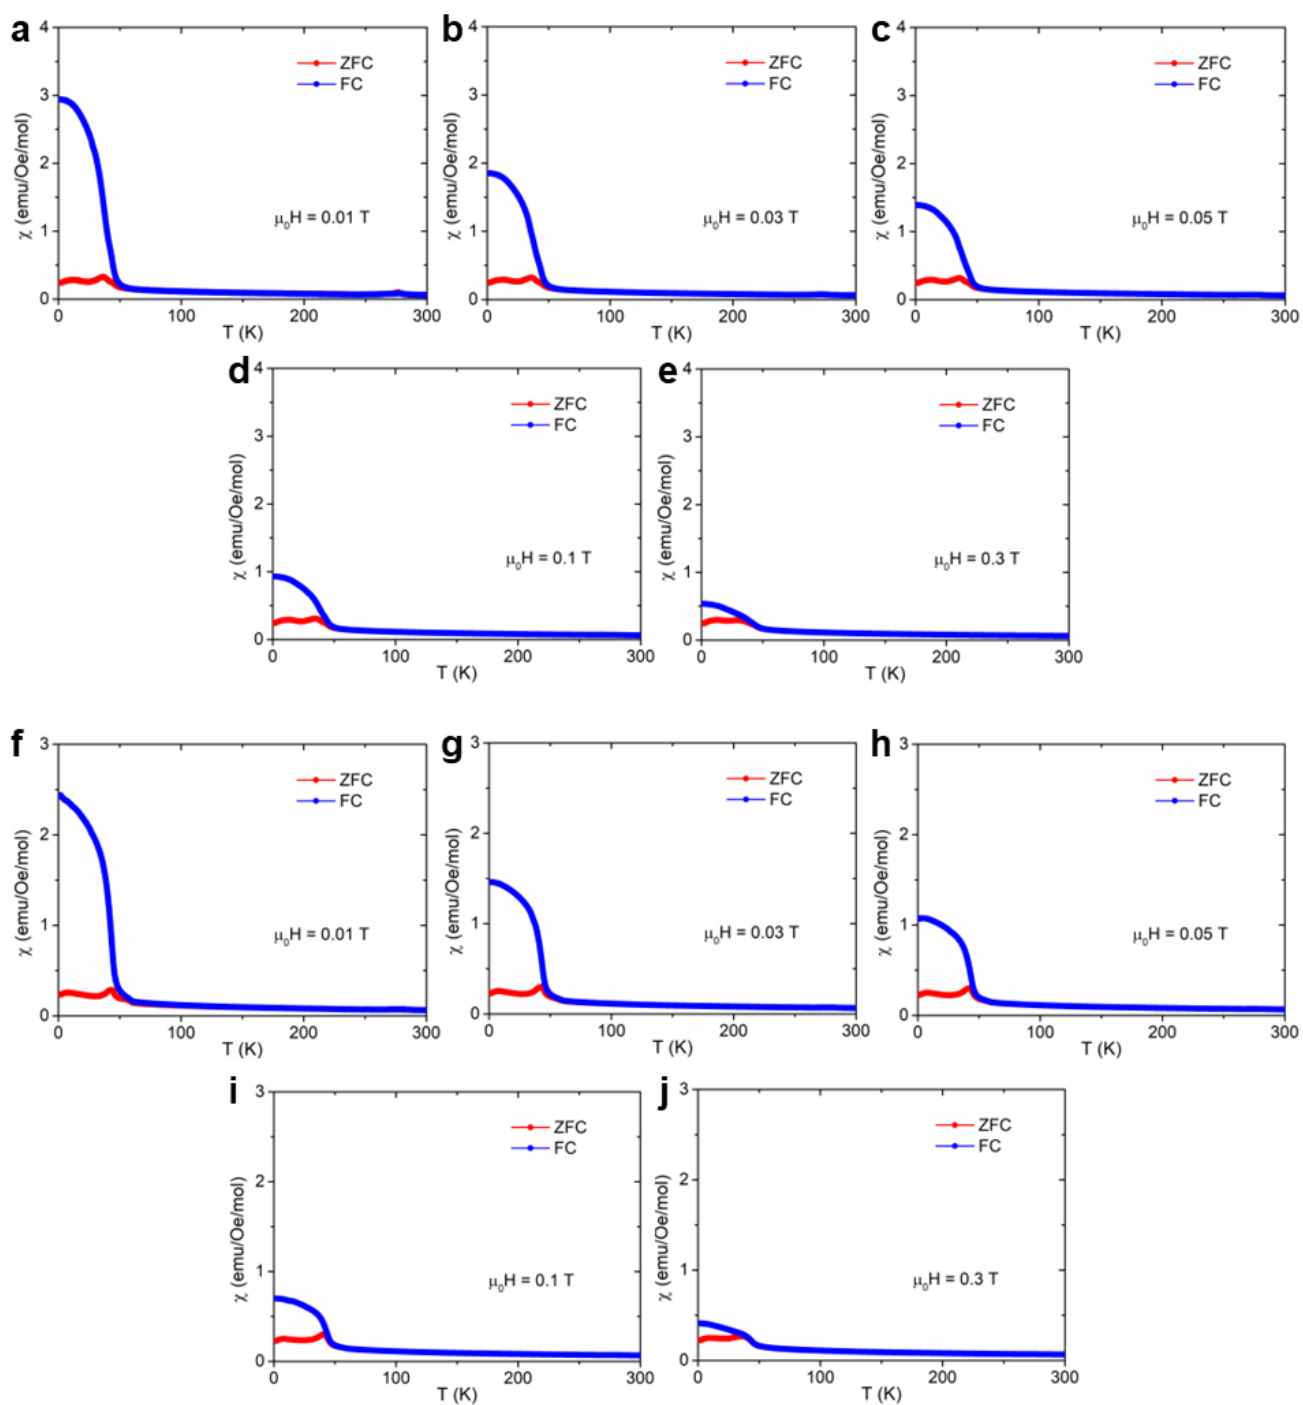 a
4
3
2
1
0
χ (emu/Oe/mol)
ZFC
FC
μ₀H = 0.01 T
0 100 200 300
T (K)
b
4
3
2
1
0
χ (emu/Oe/mol)
ZFC
FC
μ₀H = 0.03 T
0 100 200 300
T (K)
c
4
3
2
1
0
χ (emu/Oe/mol)
ZFC
FC
μ₀H = 0.05 T
0 100 200 300
T (K)
d
4
3
2
1
0
χ (emu/Oe/mol)
ZFC
FC
μ₀H = 0.1 T
0 100 200 300
T (K)
e
4
3
2
1
0
χ (emu/Oe/mol)
ZFC
FC
μ₀H = 0.3 T
0 100 200 300
T (K)
f
3
2
1
0
χ (emu/Oe/mol)
ZFC
FC
μ₀H = 0.01 T
0 100 200 300
T (K)
g
3
2
1
0
χ (emu/Oe/mol)
ZFC
FC
μ₀H = 0.03 T
0 100 200 300
T (K)
h
3
2
1
0
χ (emu/Oe/mol)
ZFC
FC
μ₀H = 0.05 T
0 100 200 300
T (K)
i
3
2
1
0
χ (emu/Oe/mol)
ZFC
FC
μ₀H = 0.1 T
0 100 200 300
T (K)
j
3
2
1
0
χ (emu/Oe/mol)
ZFC
FC
μ₀H = 0.3 T
0 100 200 300
T (K)